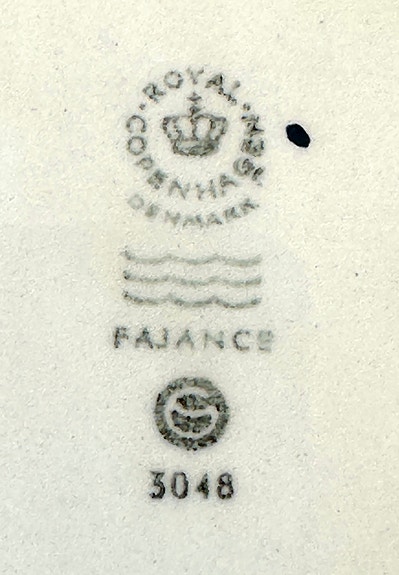 ROYAL COPENHAGEN
DENMARK
FAJANCE
S
3048